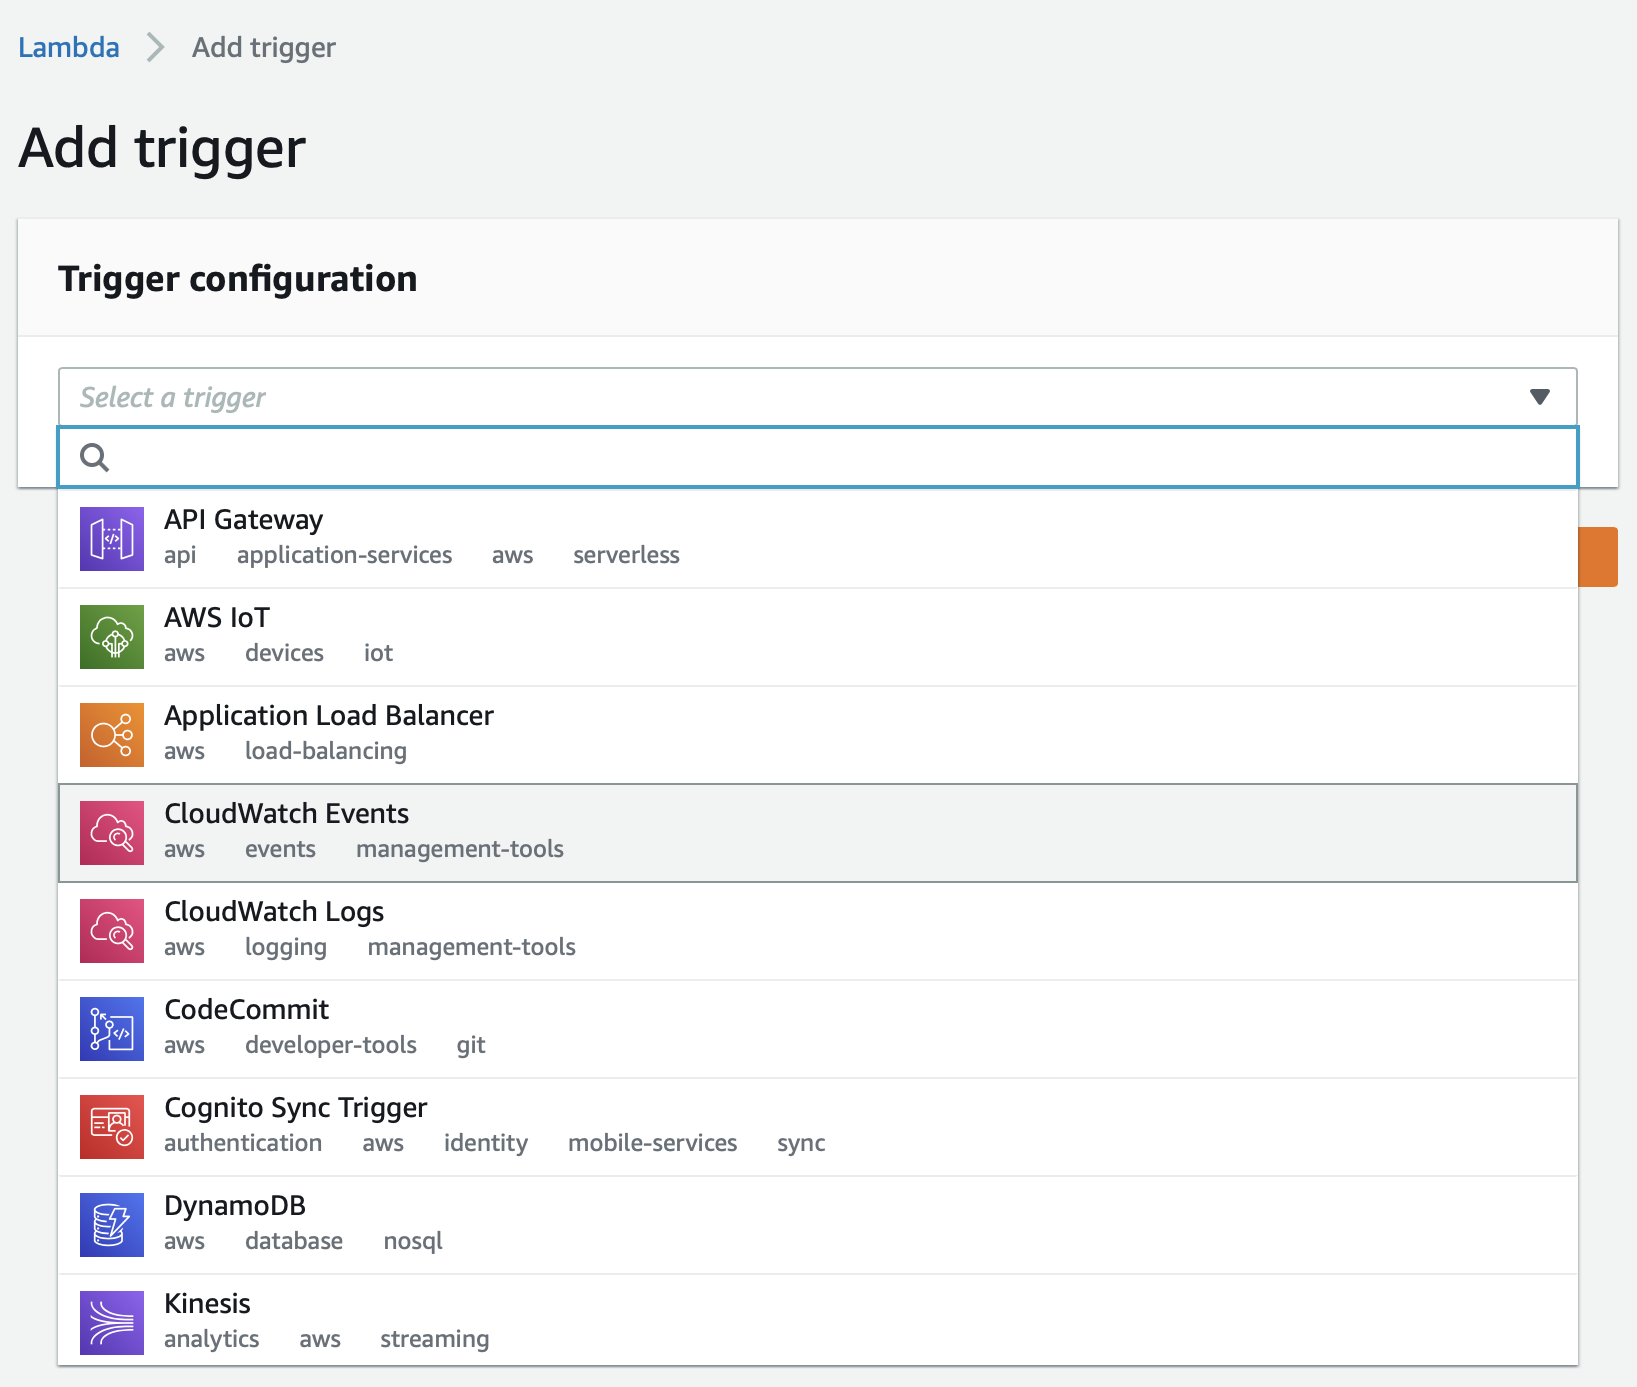 Lambda > Add trigger
Add trigger
Trigger configuration
Select a trigger
API Gateway
api application-services aws serverless
AWS IoT
aws devices iot
Application Load Balancer
aws load-balancing
CloudWatch Events
aws events management-tools
CloudWatch Logs
aws logging management-tools
CodeCommit
aws developer-tools git
Cognito Sync Trigger
authentication aws identity mobile-services sync
DynamoDB
aws database nosql
Kinesis
analytics aws streaming